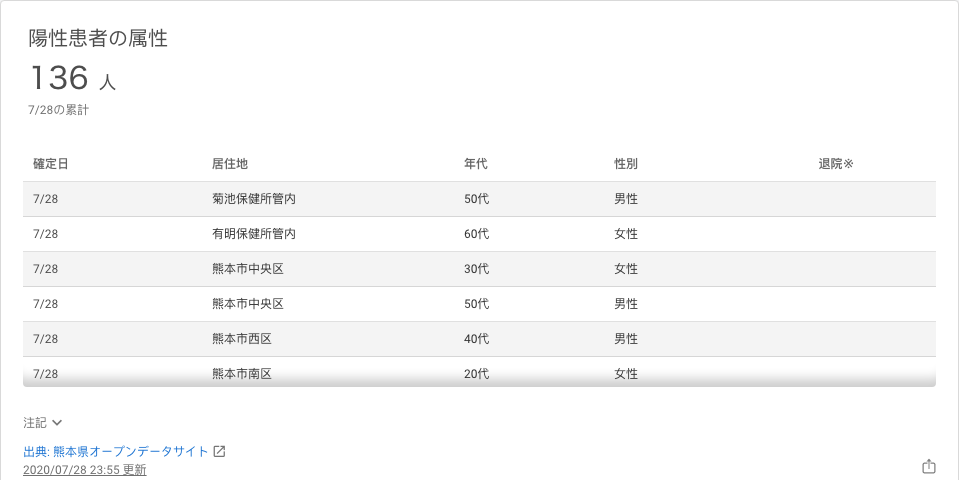 陽性患者の属性
136 人
7/28の累計
確定日 居住地 年代 性別 退院※
7/28 菊池保健所管内 50代 男性
7/28 有明保健所管内 60代 女性
7/28 熊本市中央区 30代 女性
7/28 熊本市中央区 50代 男性
7/28 熊本市西区 40代 男性
7/28 熊本市南区 20代 女性
注記
出典: 熊本県オープンデータサイト
2020/07/28 23:55 更新